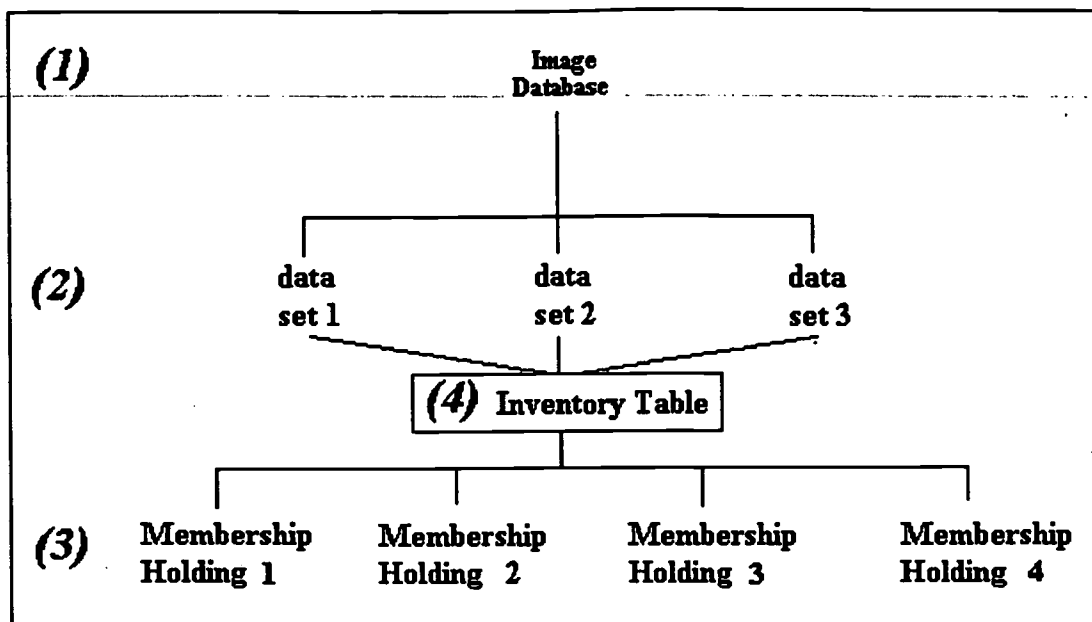 (1)
Image
Database
(2)
data
set 1
data
set 2
data
set 3
(4) Inventory Table
(3)
Membership
Holding 1
Membership
Holding 2
Membership
Holding 3
Membership
Holding 4